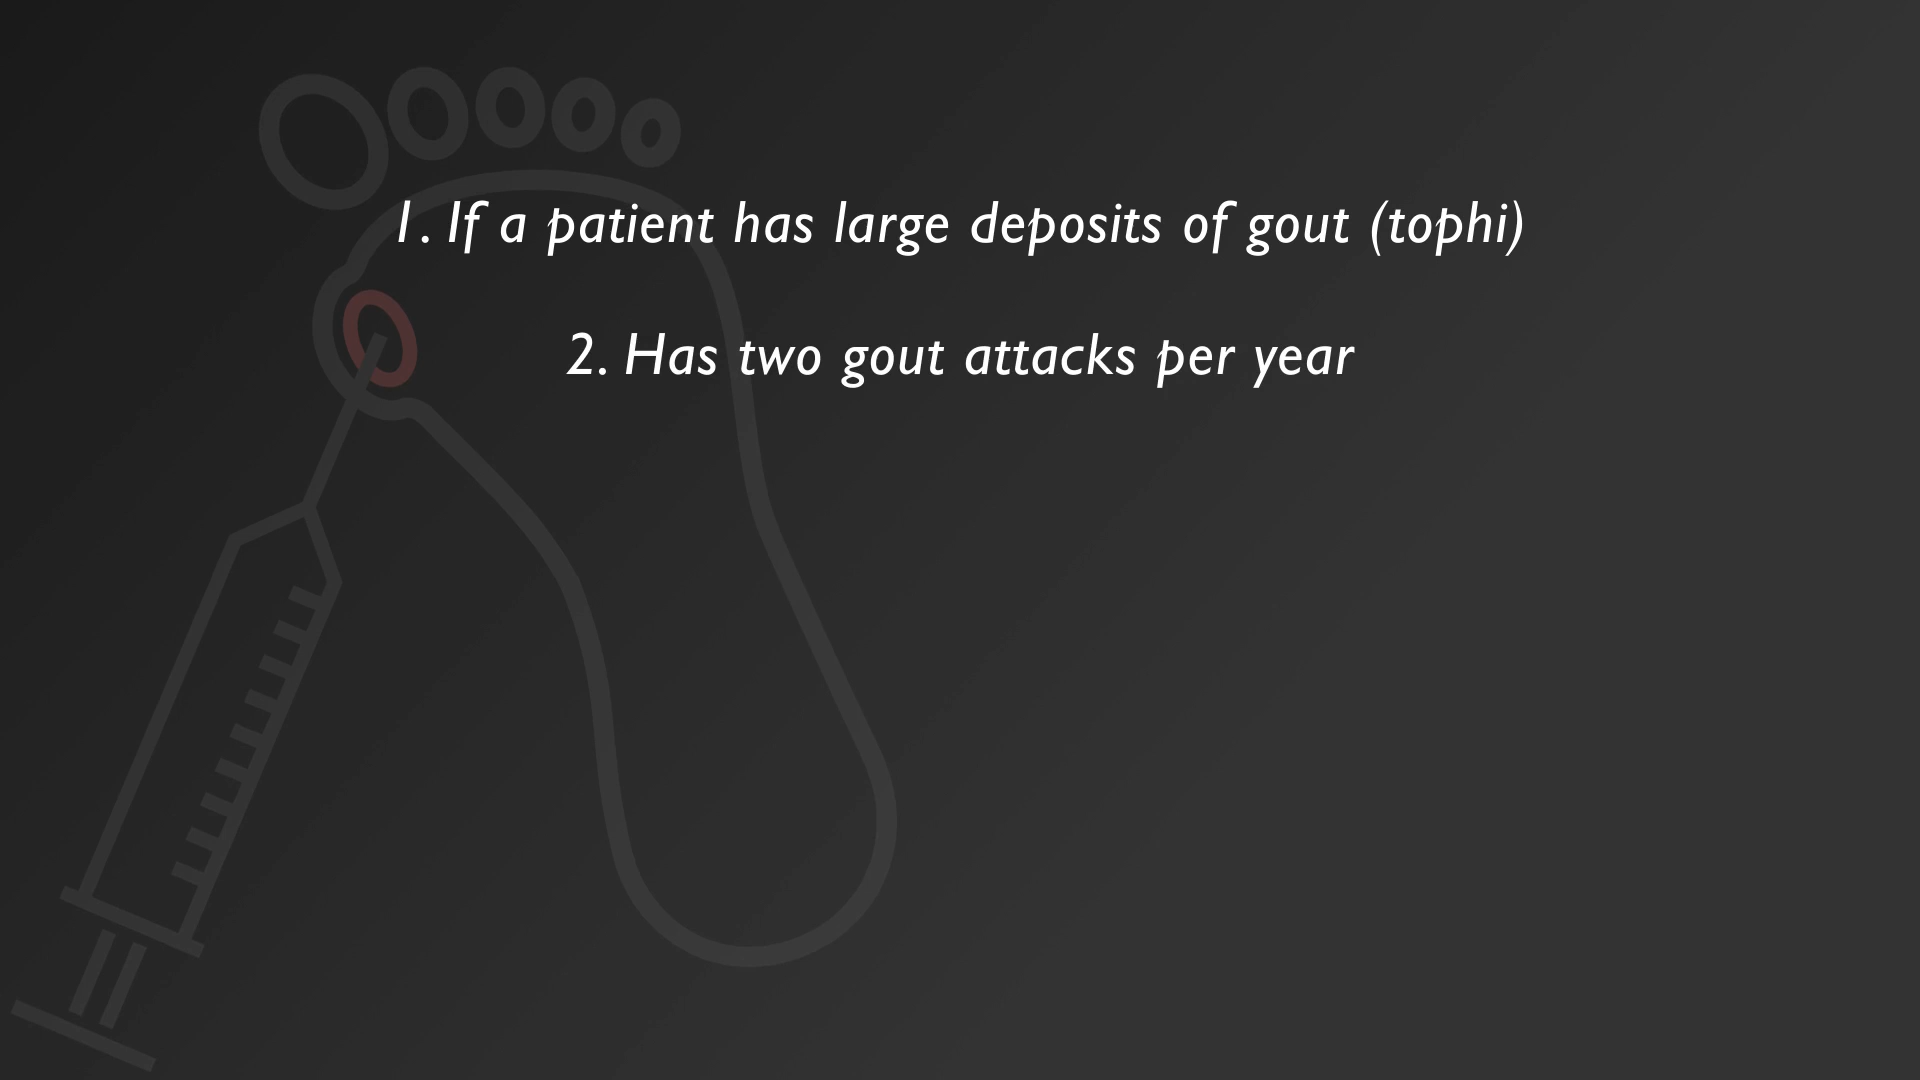 1. If a patient has large deposits of gout (tophi)
2. Has two gout attacks per year